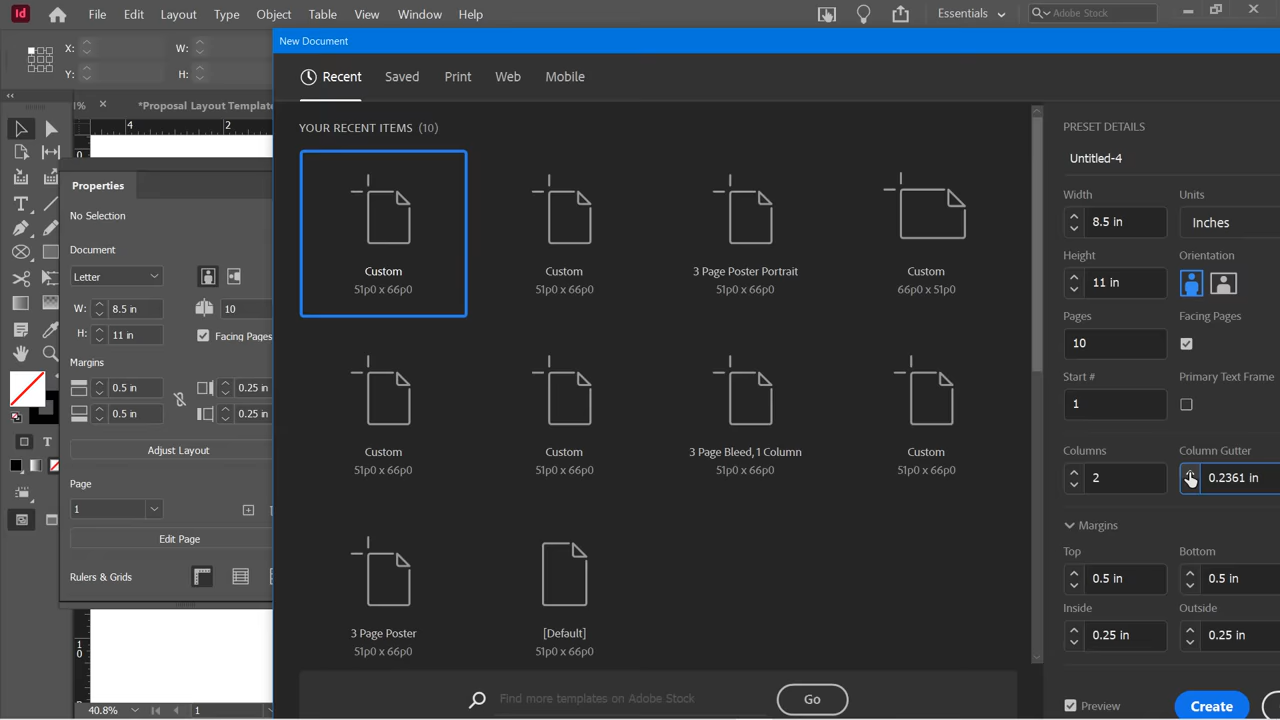 Id File Edit Layout Type Object Table View Window Help Essentials Adobe Stock
X: W:
Y: H:
New Document
Recent Saved Print Web Mobile
1% × *Proposal Layout Templat
4 2
0
YOUR RECENT ITEMS (10)
Custom
51p0 x 66p0
Custom
51p0 x 66p0
3 Page Poster Portrait
51p0 x 66p0
Custom
66p0 x 51p0
Custom
51p0 x 66p0
Custom
51p0 x 66p0
3 Page Bleed, 1 Column
51p0 x 66p0
Custom
51p0 x 66p0
3 Page Poster
51p0 x 66p0
[Default]
51p0 x 66p0
Find more templates on Adobe Stock Go
Properties
No Selection
Document
Letter
W: 8.5 in 10
H: 11 in Facing Pages
Margins
0.5 in 0.25 in
0.5 in 0.25 in
Adjust Layout
Page
1
Edit Page
Rulers & Grids
T
T
1
0
40.8% 1
PRESET DETAILS
Untitled-4
Width Units
8.5 in Inches
Height Orientation
11 in
Pages Facing Pages
10
Start # Primary Text Frame
1
Columns Column Gutter
2 0.2361 in
Margins
Top Bottom
0.5 in 0.5 in
Inside Outside
0.25 in 0.25 in
Preview Create